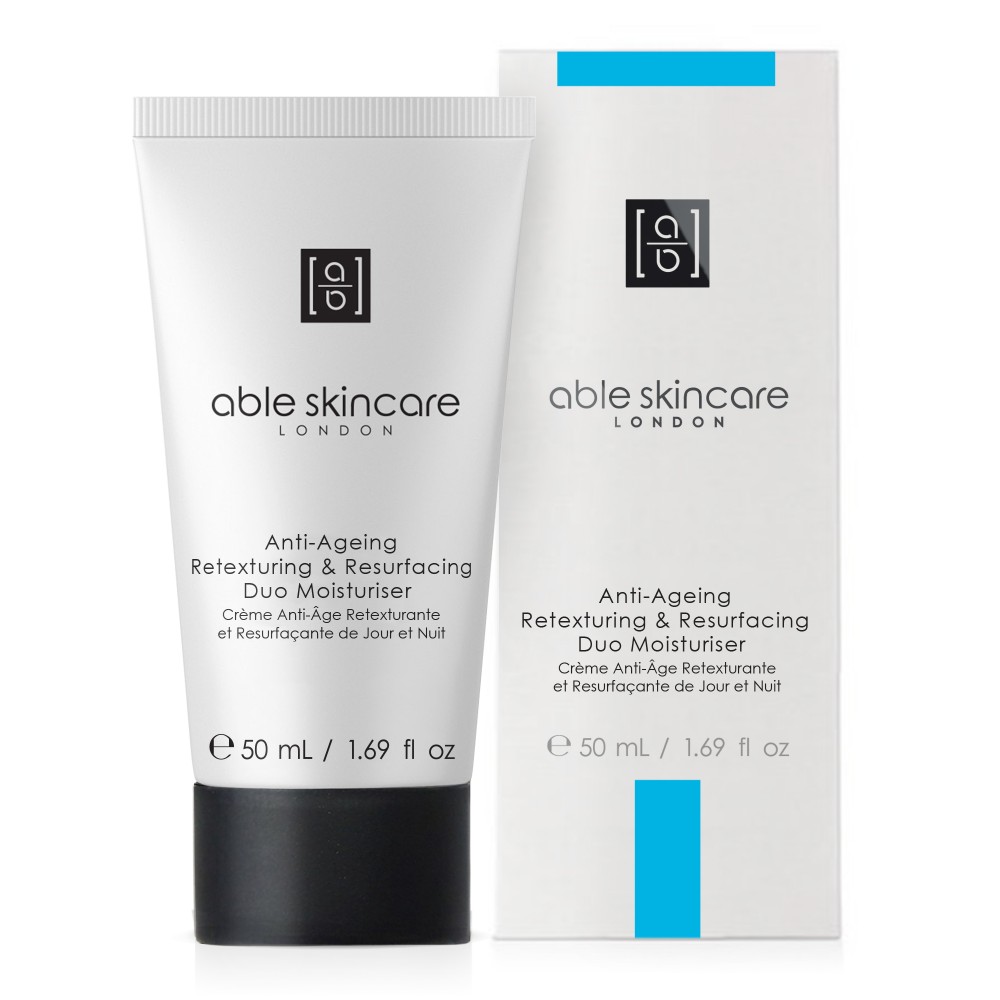 [a
b]
able skincare
LONDON
Anti-Ageing
Retexturing & Resurfacing
Duo Moisturiser
Crème Anti-Âge Retexturante
et Resurfaçante de Jour et Nuit
℮ 50 mL / 1.69 fl oz
[a
b]
able skincare
LONDON
Anti-Ageing
Retexturing & Resurfacing
Duo Moisturiser
Crème Anti-Âge Retexturante
et Resurfaçante de Jour et Nuit
℮ 50 mL / 1.69 fl oz